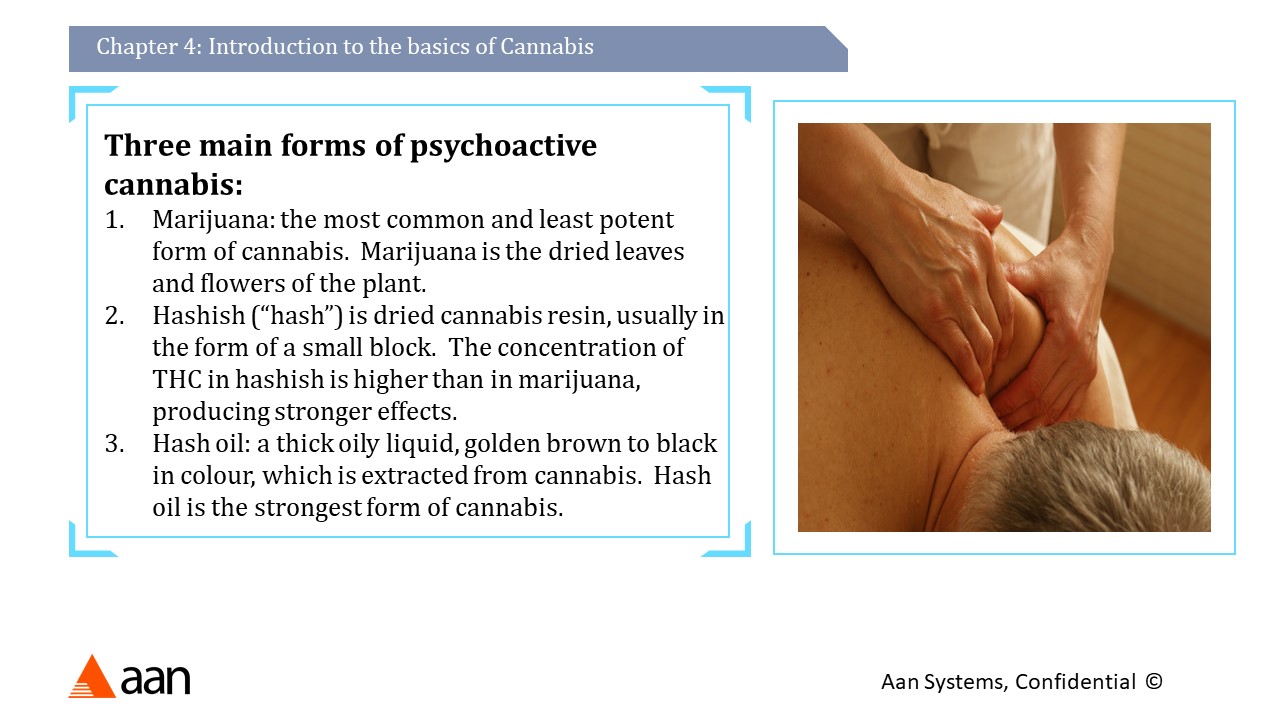 Chapter 4: Introduction to the basics of Cannabis
Three main forms of psychoactive
cannabis:
1. Marijuana: the most common and least potent
form of cannabis.  Marijuana is the dried leaves
and flowers of the plant.
2. Hashish (“hash”) is dried cannabis resin, usually in
the form of a small block.  The concentration of
THC in hashish is higher than in marijuana,
producing stronger effects.
3. Hash oil: a thick oily liquid, golden brown to black
in colour, which is extracted from cannabis.  Hash
oil is the strongest form of cannabis.
aan
Aan Systems, Confidential ©